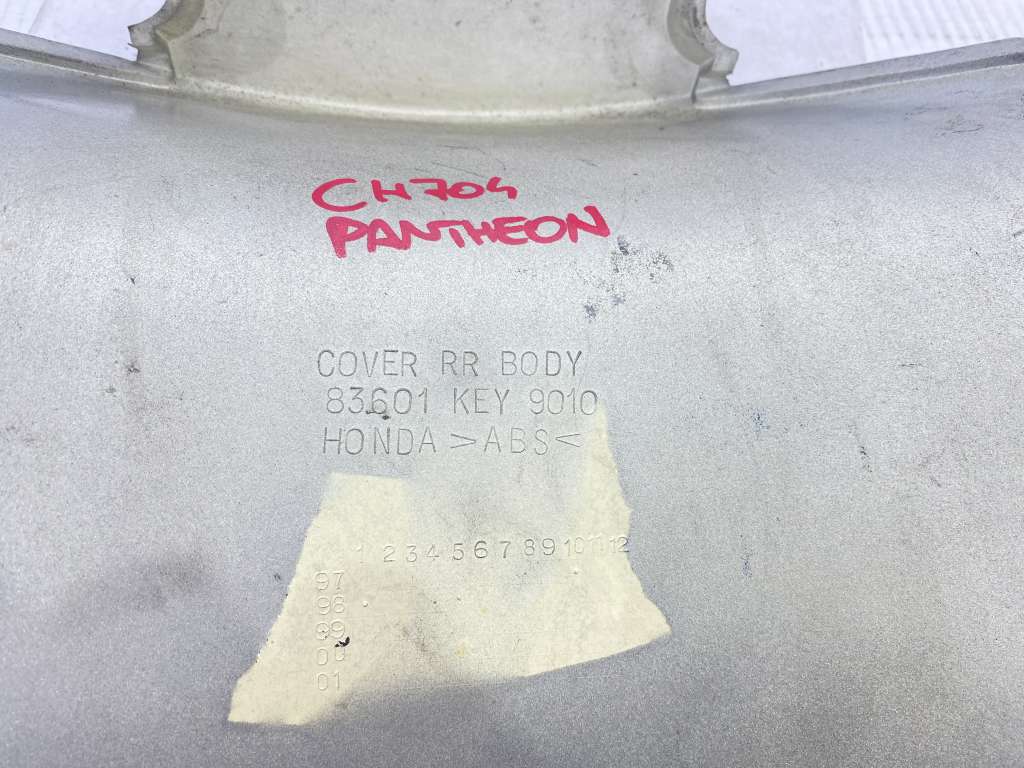 CH704
PANTHEON
COVER RR BODY
83601 KEY 9010
HONDA >ABS<
1 2 3 4 5 6 7 8 9 10 11 12
97
98
99
00
01